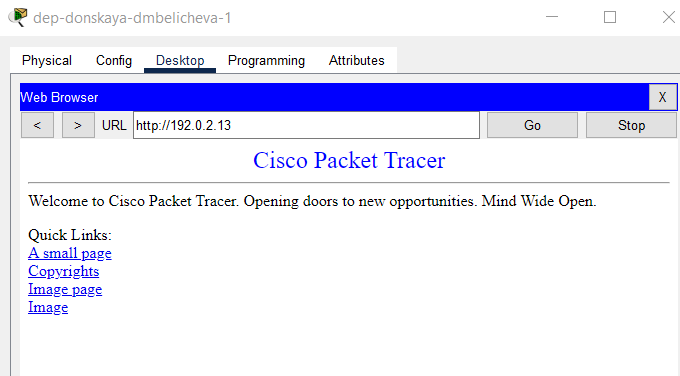 dep-donskaya-dmbelicheva-1
Physical Config Desktop Programming Attributes
Web Browser X
< > URL http://192.0.2.13 Go Stop
Cisco Packet Tracer
Welcome to Cisco Packet Tracer. Opening doors to new opportunities. Mind Wide Open.
Quick Links:
A small page
Copyrights
Image page
Image